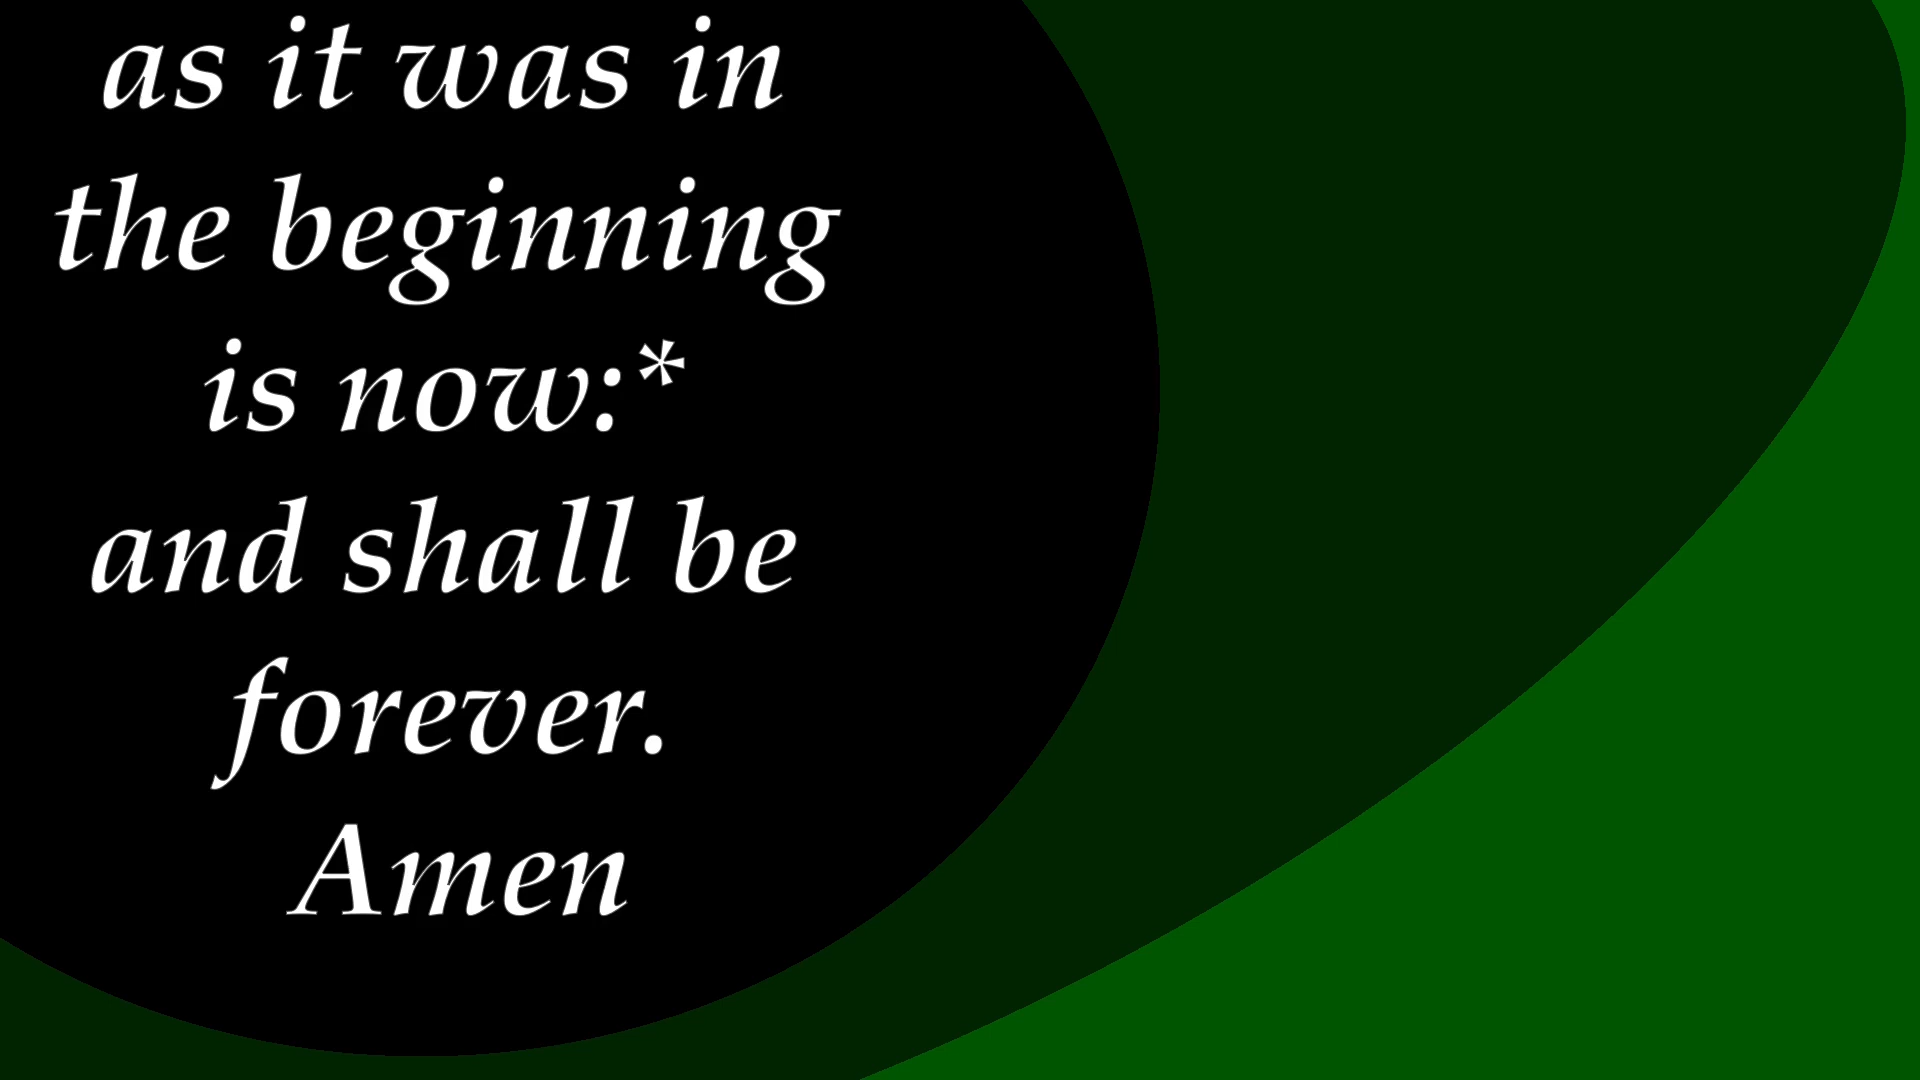 as it was in
the beginning
is now:*
and shall be
forever.
Amen